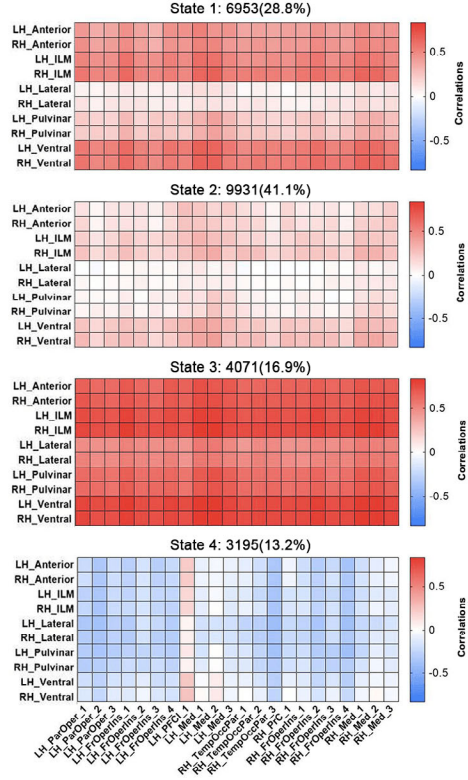 State 1: 6953(28.8%)
LH_Anterior
RH_Anterior
LH_ILM
RH_ILM
LH_Lateral
RH_Lateral
LH_Pulvinar
RH_Pulvinar
LH_Ventral
RH_Ventral
0.5
0
-0.5
Correlations
State 2: 9931(41.1%)
LH_Anterior
RH_Anterior
LH_ILM
RH_ILM
LH_Lateral
RH_Lateral
LH_Pulvinar
RH_Pulvinar
LH_Ventral
RH_Ventral
0.5
0
-0.5
Correlations
State 3: 4071(16.9%)
LH_Anterior
RH_Anterior
LH_ILM
RH_ILM
LH_Lateral
RH_Lateral
LH_Pulvinar
RH_Pulvinar
LH_Ventral
RH_Ventral
0.5
0
-0.5
Correlations
State 4: 3195(13.2%)
LH_Anterior
RH_Anterior
LH_ILM
RH_ILM
LH_Lateral
RH_Lateral
LH_Pulvinar
RH_Pulvinar
LH_Ventral
RH_Ventral
0.5
0
-0.5
Correlations
LH_ParOper_1
LH_ParOper_2
LH_ParOper_3
LH_FrOperIns_1
LH_FrOperIns_2
LH_FrOperIns_3
LH_FrOperIns_4
LH_PFCl_1
LH_Med_1
LH_Med_2
LH_Med_3
RH_TempOccPar_1
RH_TempOccPar_2
RH_TempOccPar_3
RH_PrC_1
RH_FrOperIns_1
RH_FrOperIns_2
RH_FrOperIns_3
RH_FrOperIns_4
RH_Med_1
RH_Med_2
RH_Med_3